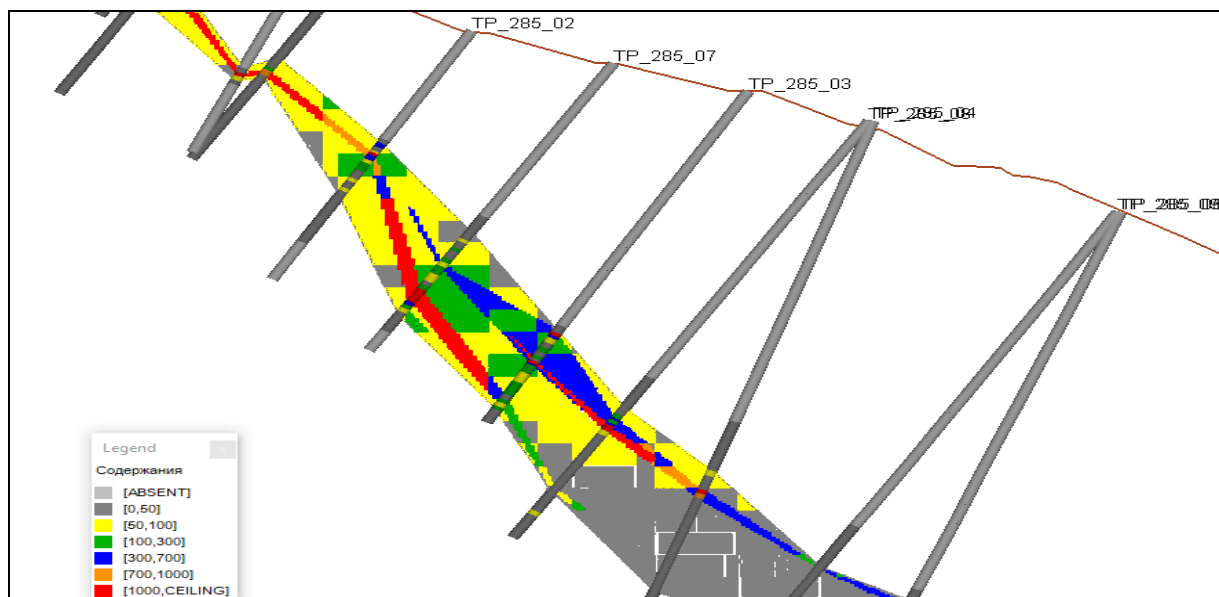 TP_285_02
TP_285_07
TP_285_03
Legend
Содержания
[ABSENT]
[0,50]
[50,100]
[100,300]
[300,700]
[700,1000]
[1000,CEILING]